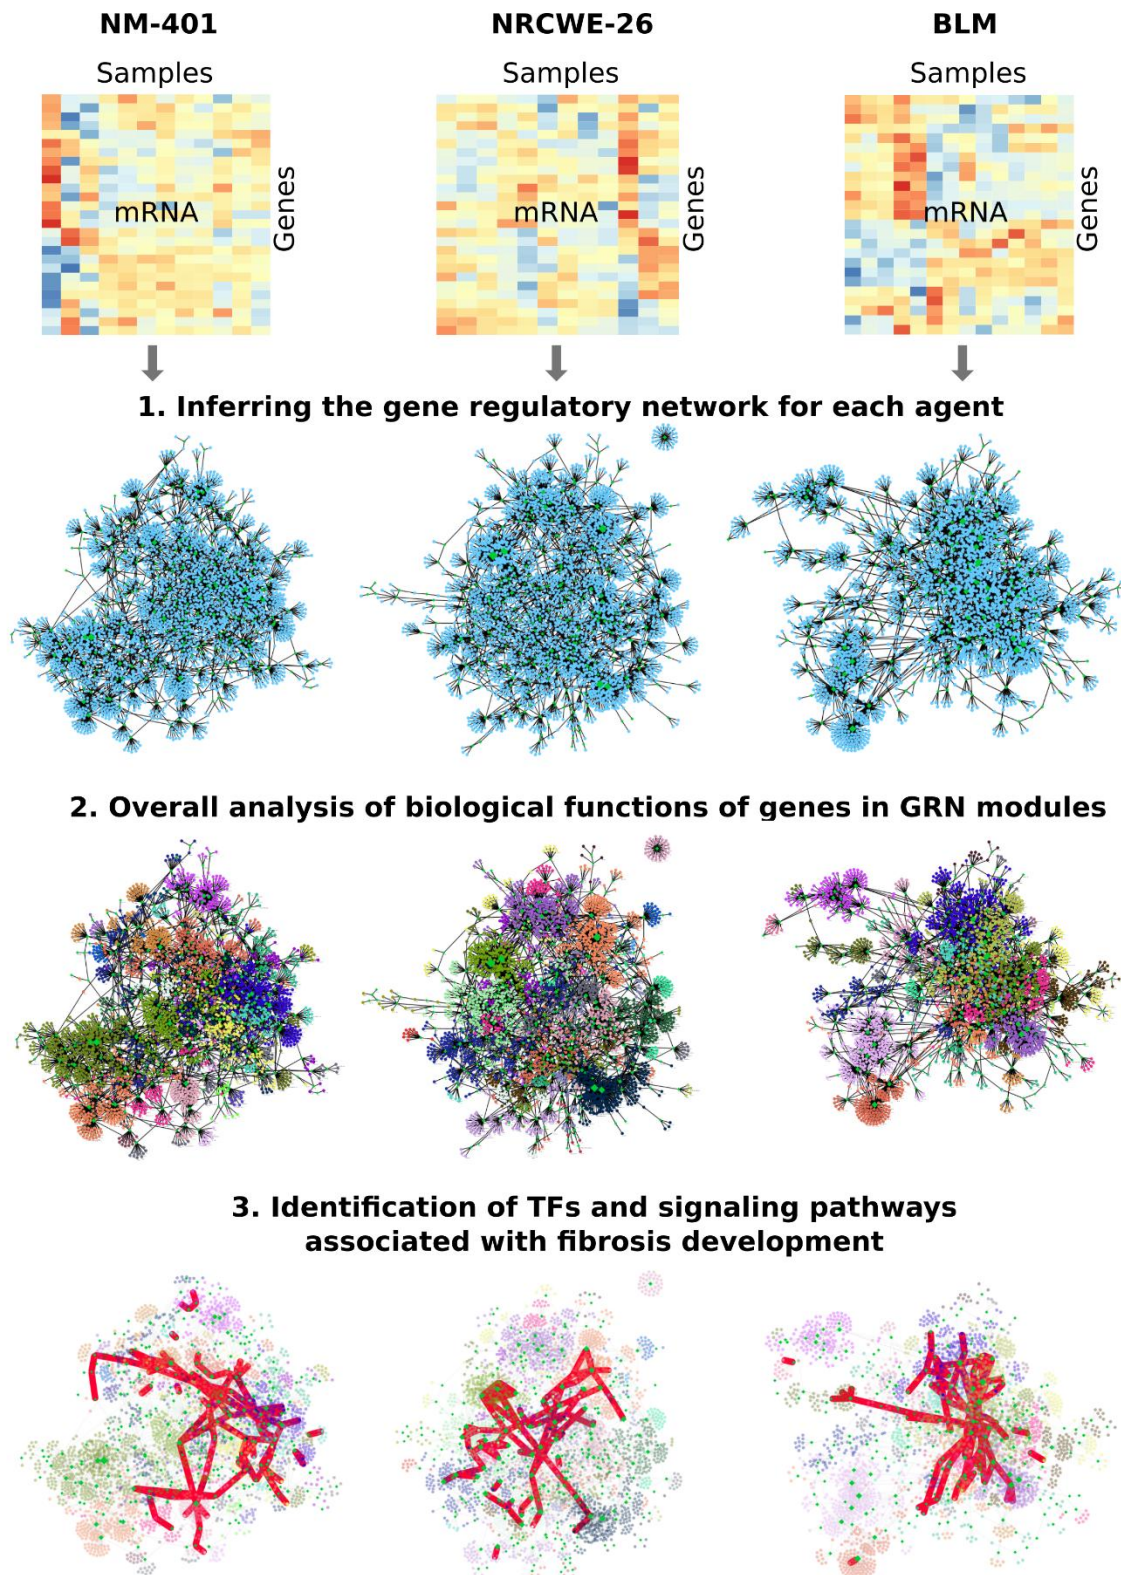 NM-401
NRCWE-26
BLM
Samples
Samples
Samples
mRNA
Genes
mRNA
Genes
mRNA
Genes
1. Inferring the gene regulatory network for each agent
2. Overall analysis of biological functions of genes in GRN modules
3. Identification of TFs and signaling pathways
associated with fibrosis development